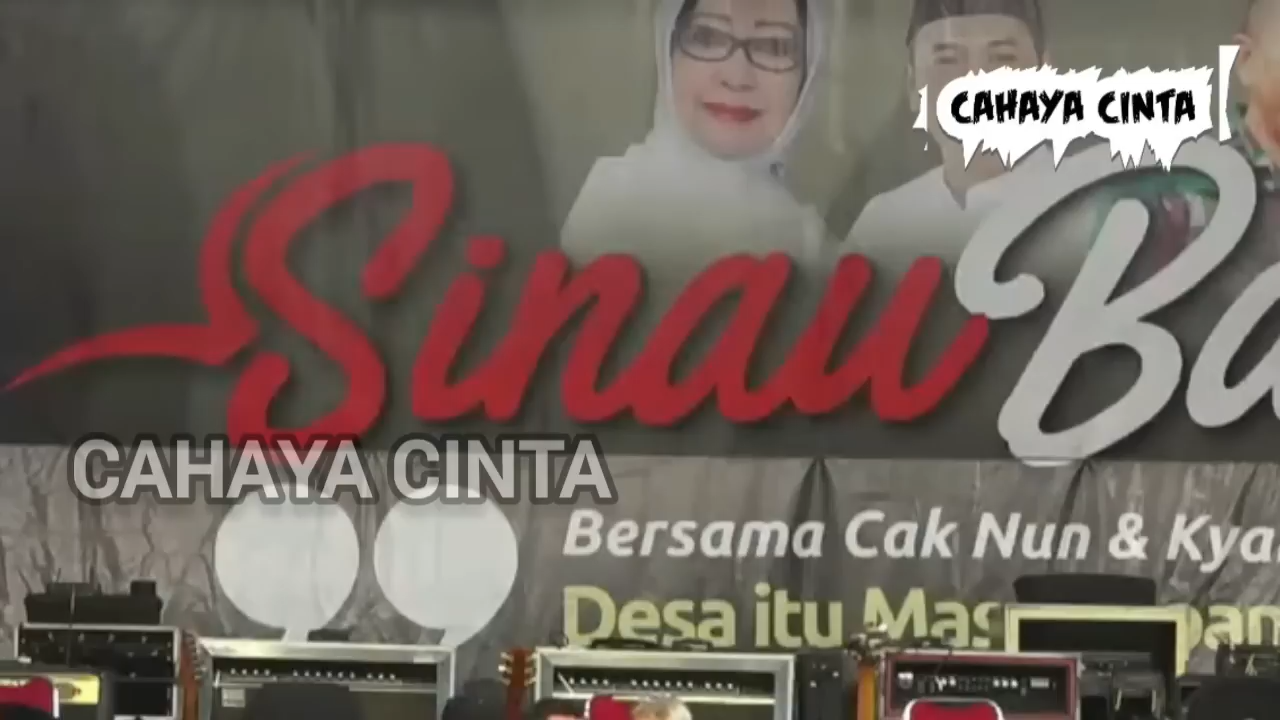 CAHAYA CINTA
Sinau Ba
CAHAYA CINTA
Bersama Cak Nun & Kya
Desa itu Mas